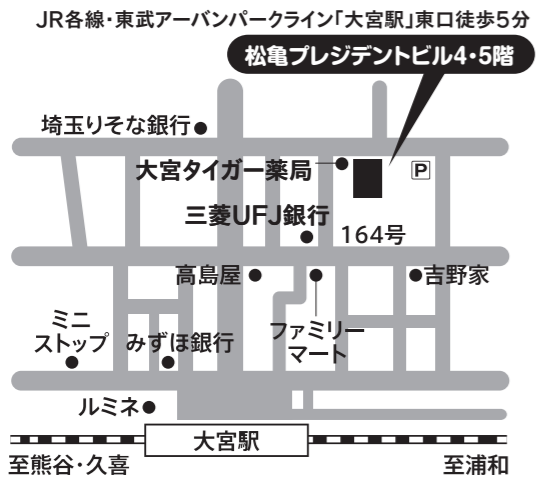 JR各線・東武アーバンパークライン「大宮駅」東口徒歩5分
松亀プレジデントビル4・5階
埼玉りそな銀行
大宮タイガー薬局
P
三菱UFJ銀行
164号
高島屋
吉野家
ミニ
ストップ
みずほ銀行
ファミリー
マート
ルミネ
大宮駅
至熊谷・久喜
至浦和